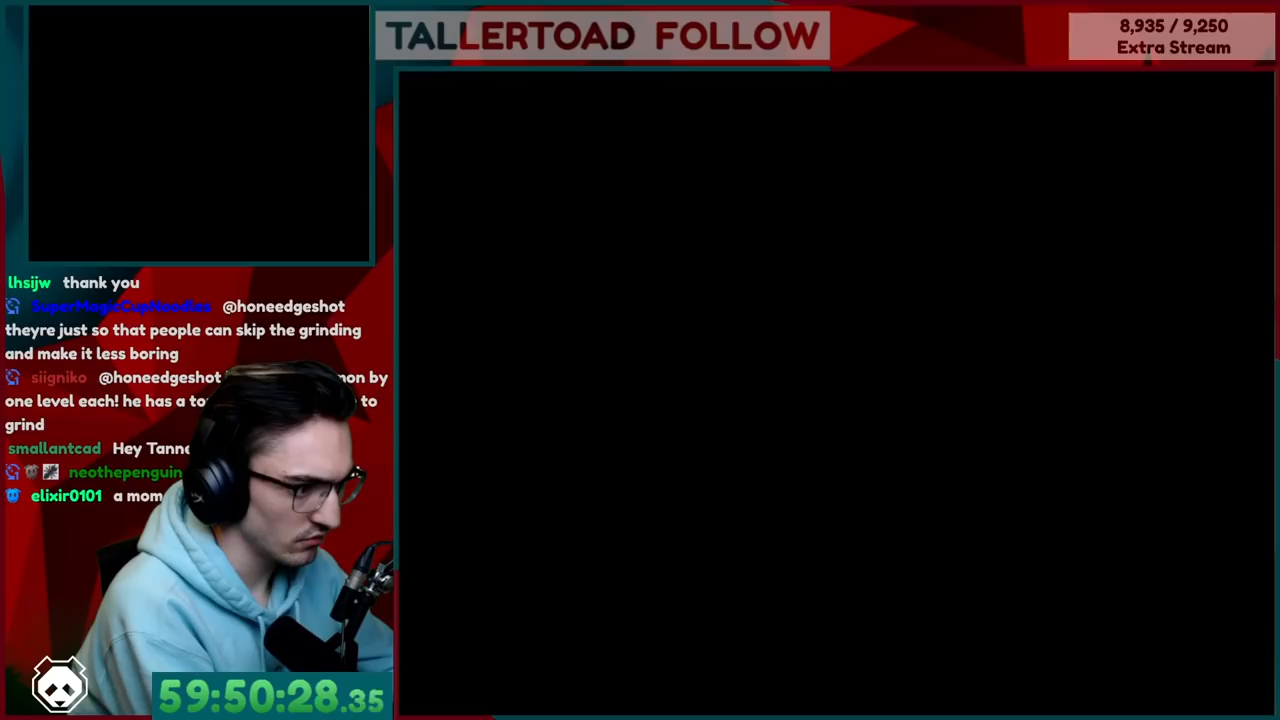 TALLERTOAD FOLLOW
8,935 / 9,250
Extra Stream
lhsijw thank you
SuperMagicCupNoodles @honeedgeshot
theyre just so that people can skip the grinding
and make it less boring
siigniko @honeedgeshot by
one level each! he has a to
grind
smallantcad Hey
neothepenguin
elixir0101 a
59:50:28.35